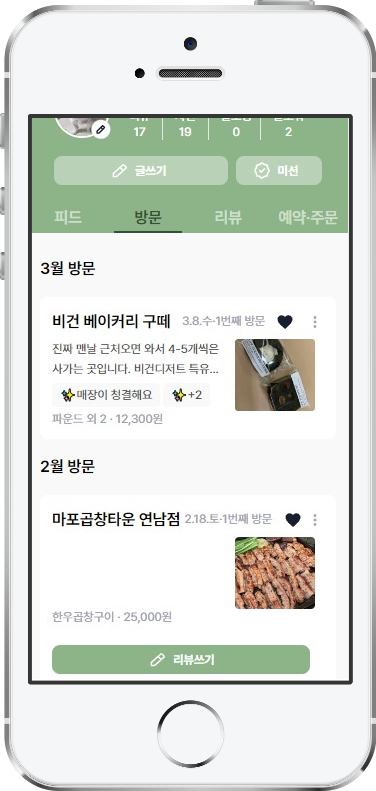 17 19 0 2
글쓰기 미션
피드 방문 리뷰 예약·주문
3월 방문
비건 베이커리 구떼 3.8.수·1번째 방문
진짜 맨날 근처오면 와서 4-5개씩은
사가는 곳입니다. 비건디저트 특유...
매장이 청결해요 +2
파운드 외 2 · 12,300원
2월 방문
마포곱창타운 연남점 2.18.토·1번째 방문
한우곱창구이 · 25,000원
리뷰쓰기